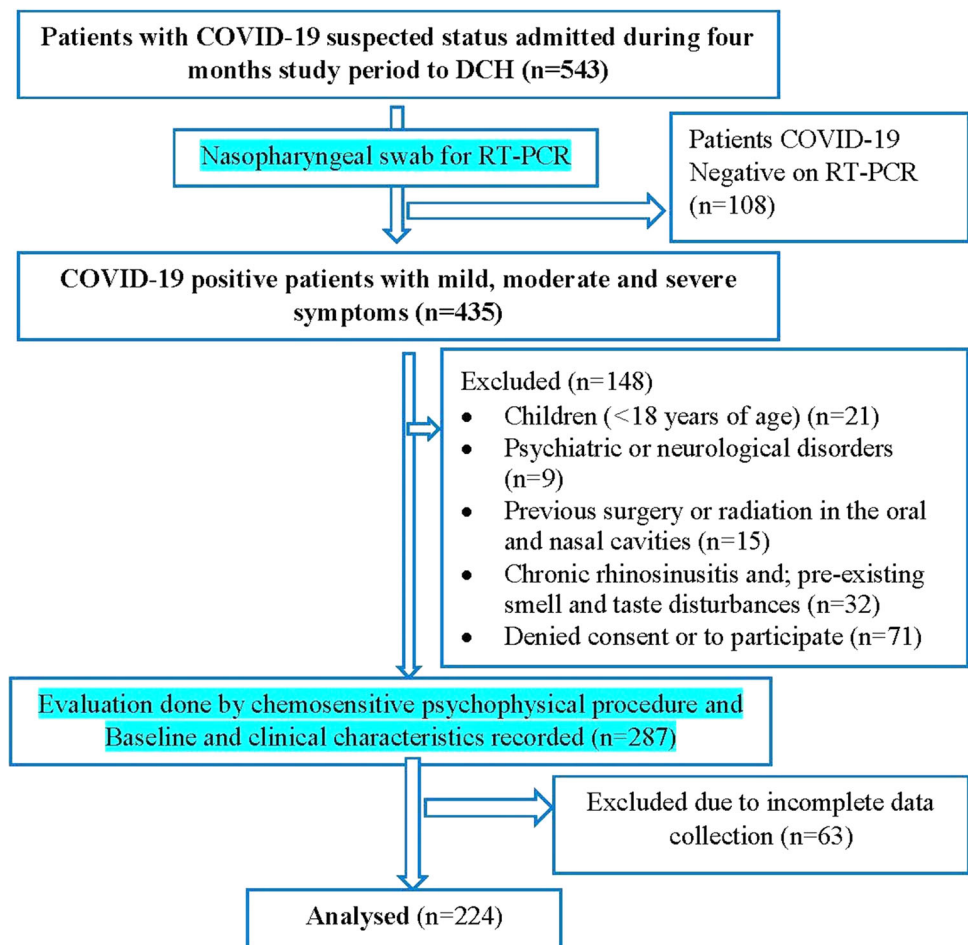 Patients with COVID-19 suspected status admitted during four
months study period to DCH (n=543)
Nasopharyngeal swab for RT-PCR
Patients COVID-19
Negative on RT-PCR
(n=108)
COVID-19 positive patients with mild, moderate and severe
symptoms (n=435)
Excluded (n=148)
• Children (<18 years of age) (n=21)
• Psychiatric or neurological disorders
(n=9)
• Previous surgery or radiation in the oral
and nasal cavities (n=15)
• Chronic rhinosinusitis and; pre-existing
smell and taste disturbances (n=32)
• Denied consent or to participate (n=71)
Evaluation done by chemosensitive psychophysical procedure and
Baseline and clinical characteristics recorded (n=287)
Excluded due to incomplete data
collection (n=63)
Analysed (n=224)